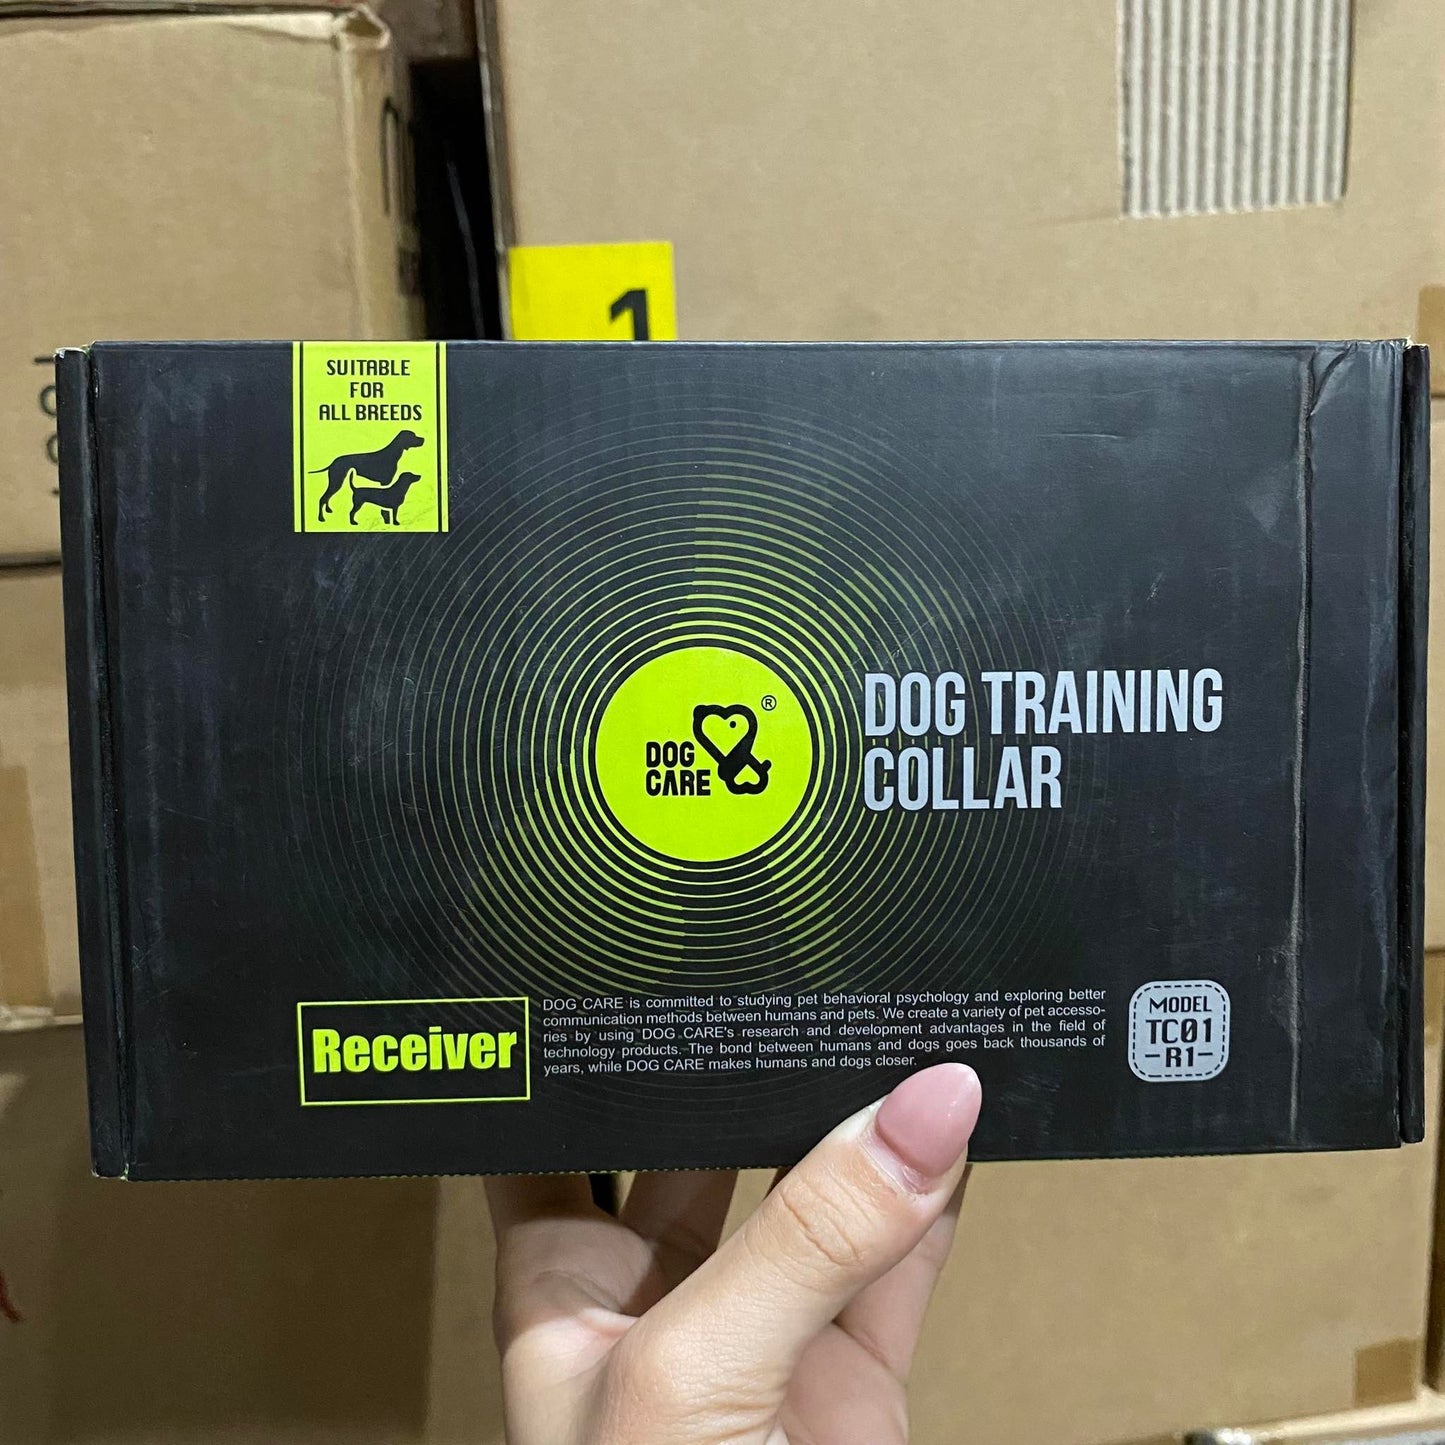 1
SUITABLE
FOR
ALL BREEDS
DOG
CARE
®
DOG TRAINING
COLLAR
Receiver
DOG CARE is committed to studying pet behavioral psychology and exploring better
communication methods between humans and pets. We create a variety of pet accesso-
ries by using DOG CARE's research and development advantages in the field of
technology products. The bond between humans and dogs goes back thousands of
years, while DOG CARE makes humans and dogs closer.
MODEL
TC01
-R1-